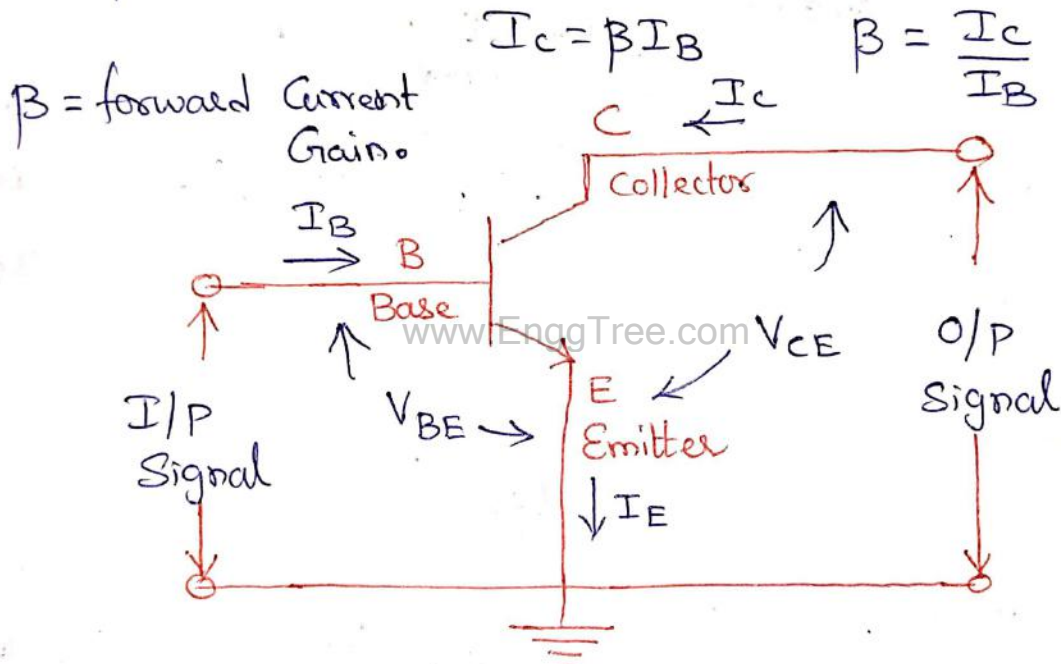 Ic = βIB
β = Ic / IB
β = forward Current
Gain.
Ic
C
Collector
IB
B
Base
www.EnggTree.com
VCE
O/P
Signal
I/P
Signal
VBE
E
Emitter
IE